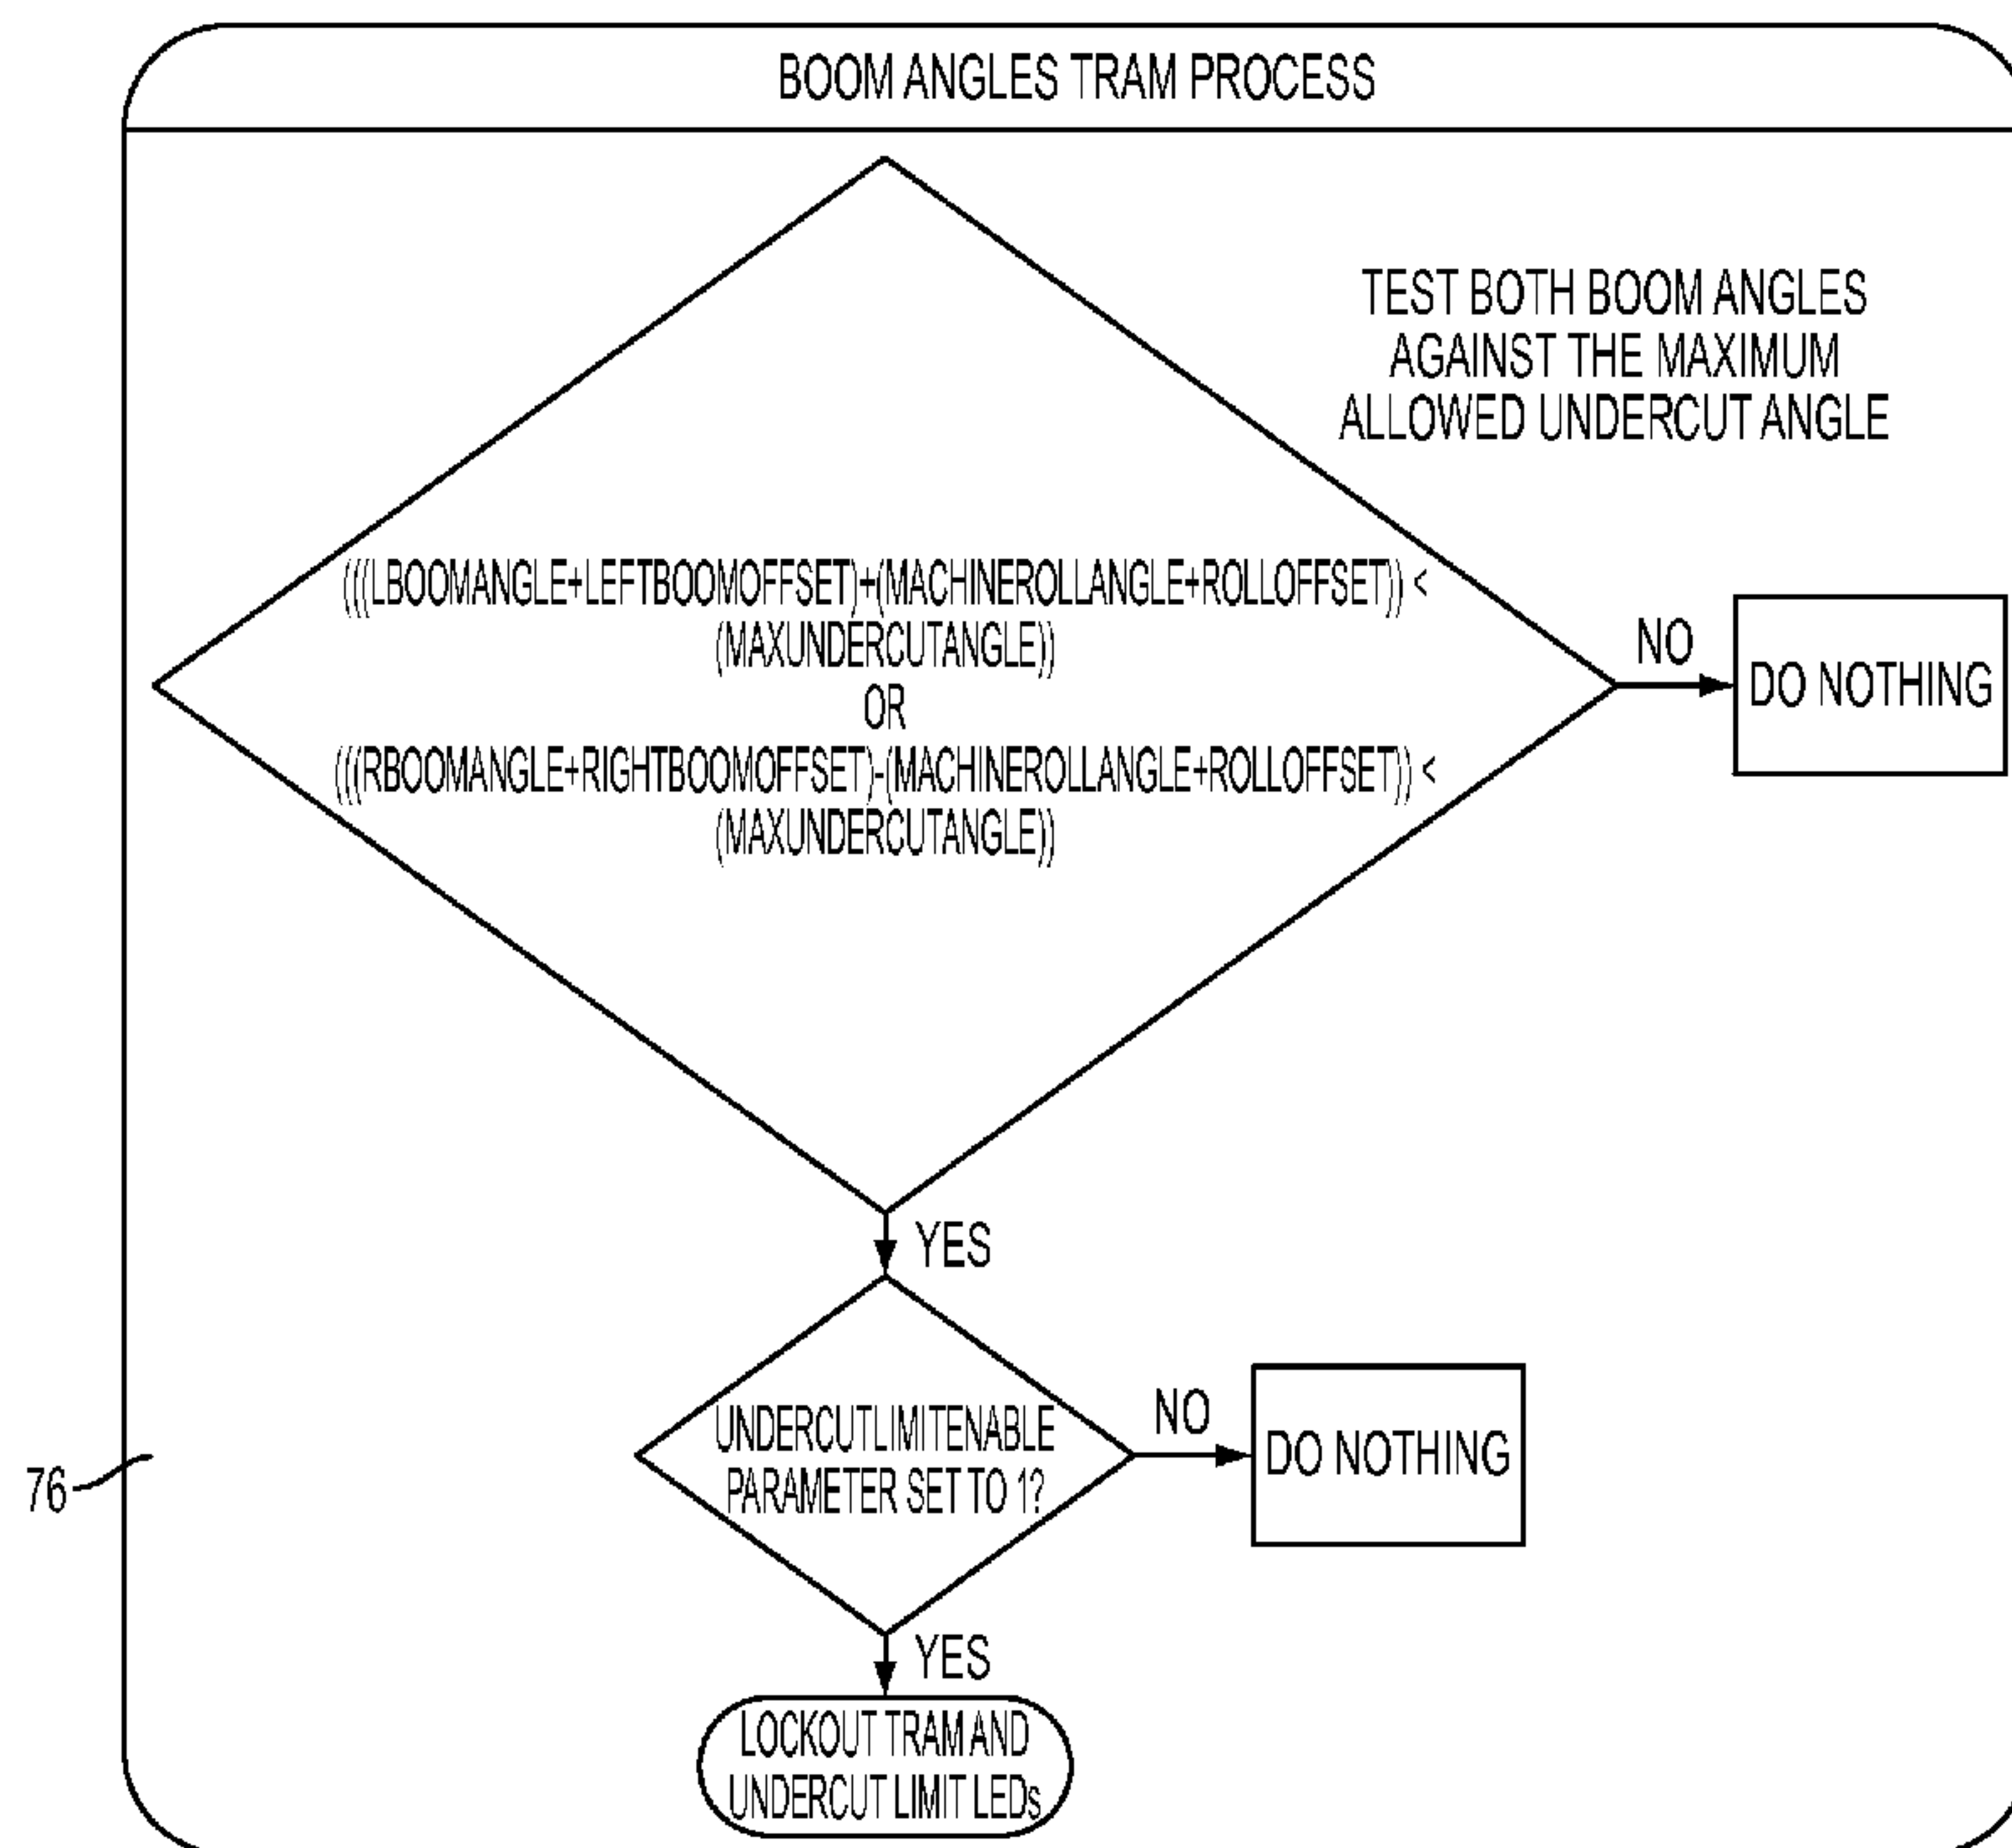 BOOM ANGLES TRAM PROCESS
TEST BOTH BOOM ANGLES
AGAINST THE MAXIMUM
ALLOWED UNDERCUT ANGLE
(((LBOOMANGLE+LEFTBOOMOFFSET)+(MACHINEROLLANGLE+ROLLOFFSET)) <
(MAXUNDERCUTANGLE))
OR
(((RBOOMANGLE+RIGHTBOOMOFFSET)-(MACHINEROLLANGLE+ROLLOFFSET)) <
(MAXUNDERCUTANGLE))
NO
DO NOTHING
YES
UNDERCUTLIMITENABLE
PARAMETER SET TO 1?
NO
DO NOTHING
76
YES
LOCKOUT TRAM AND
UNDERCUT LIMIT LEDs